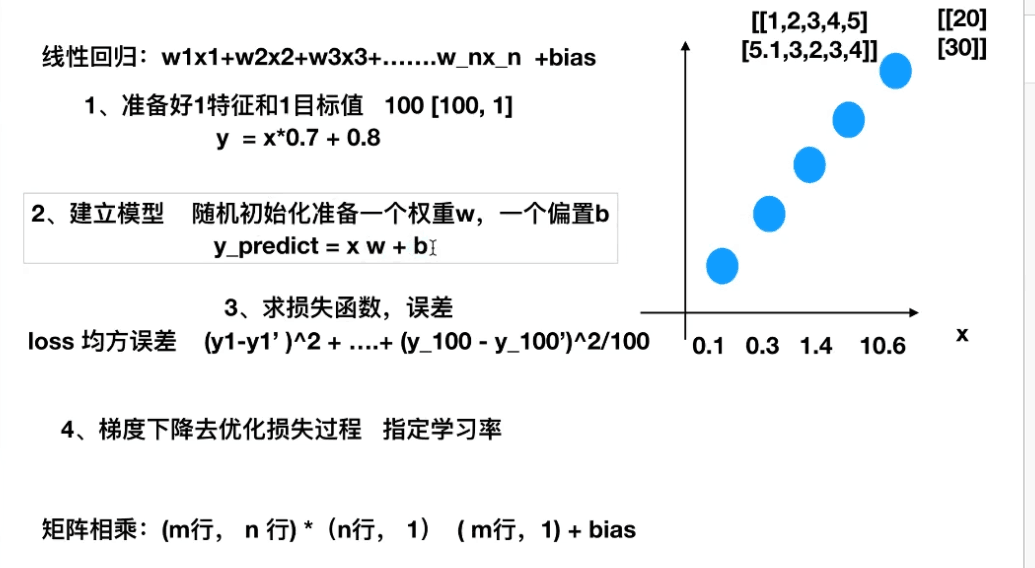 线性回归：w1x1+w2x2+w3x3+.......w_nx_n +bias
1、准备好1特征和1目标值 100 [100, 1]
y = x*0.7 + 0.8
2、建立模型 随机初始化准备一个权重w，一个偏置b
y_predict = x w + b
3、求损失函数，误差
loss 均方误差 (y1-y1’ )^2 + ....+ (y_100 - y_100’)^2/100
4、梯度下降去优化损失过程 指定学习率
矩阵相乘：(m行， n 行) *（n行， 1） ( m行，1) + bias
[[1,2,3,4,5]
[5.1,3,2,3,4]]
[[20]
[30]]
0.1 0.3 1.4 10.6
x